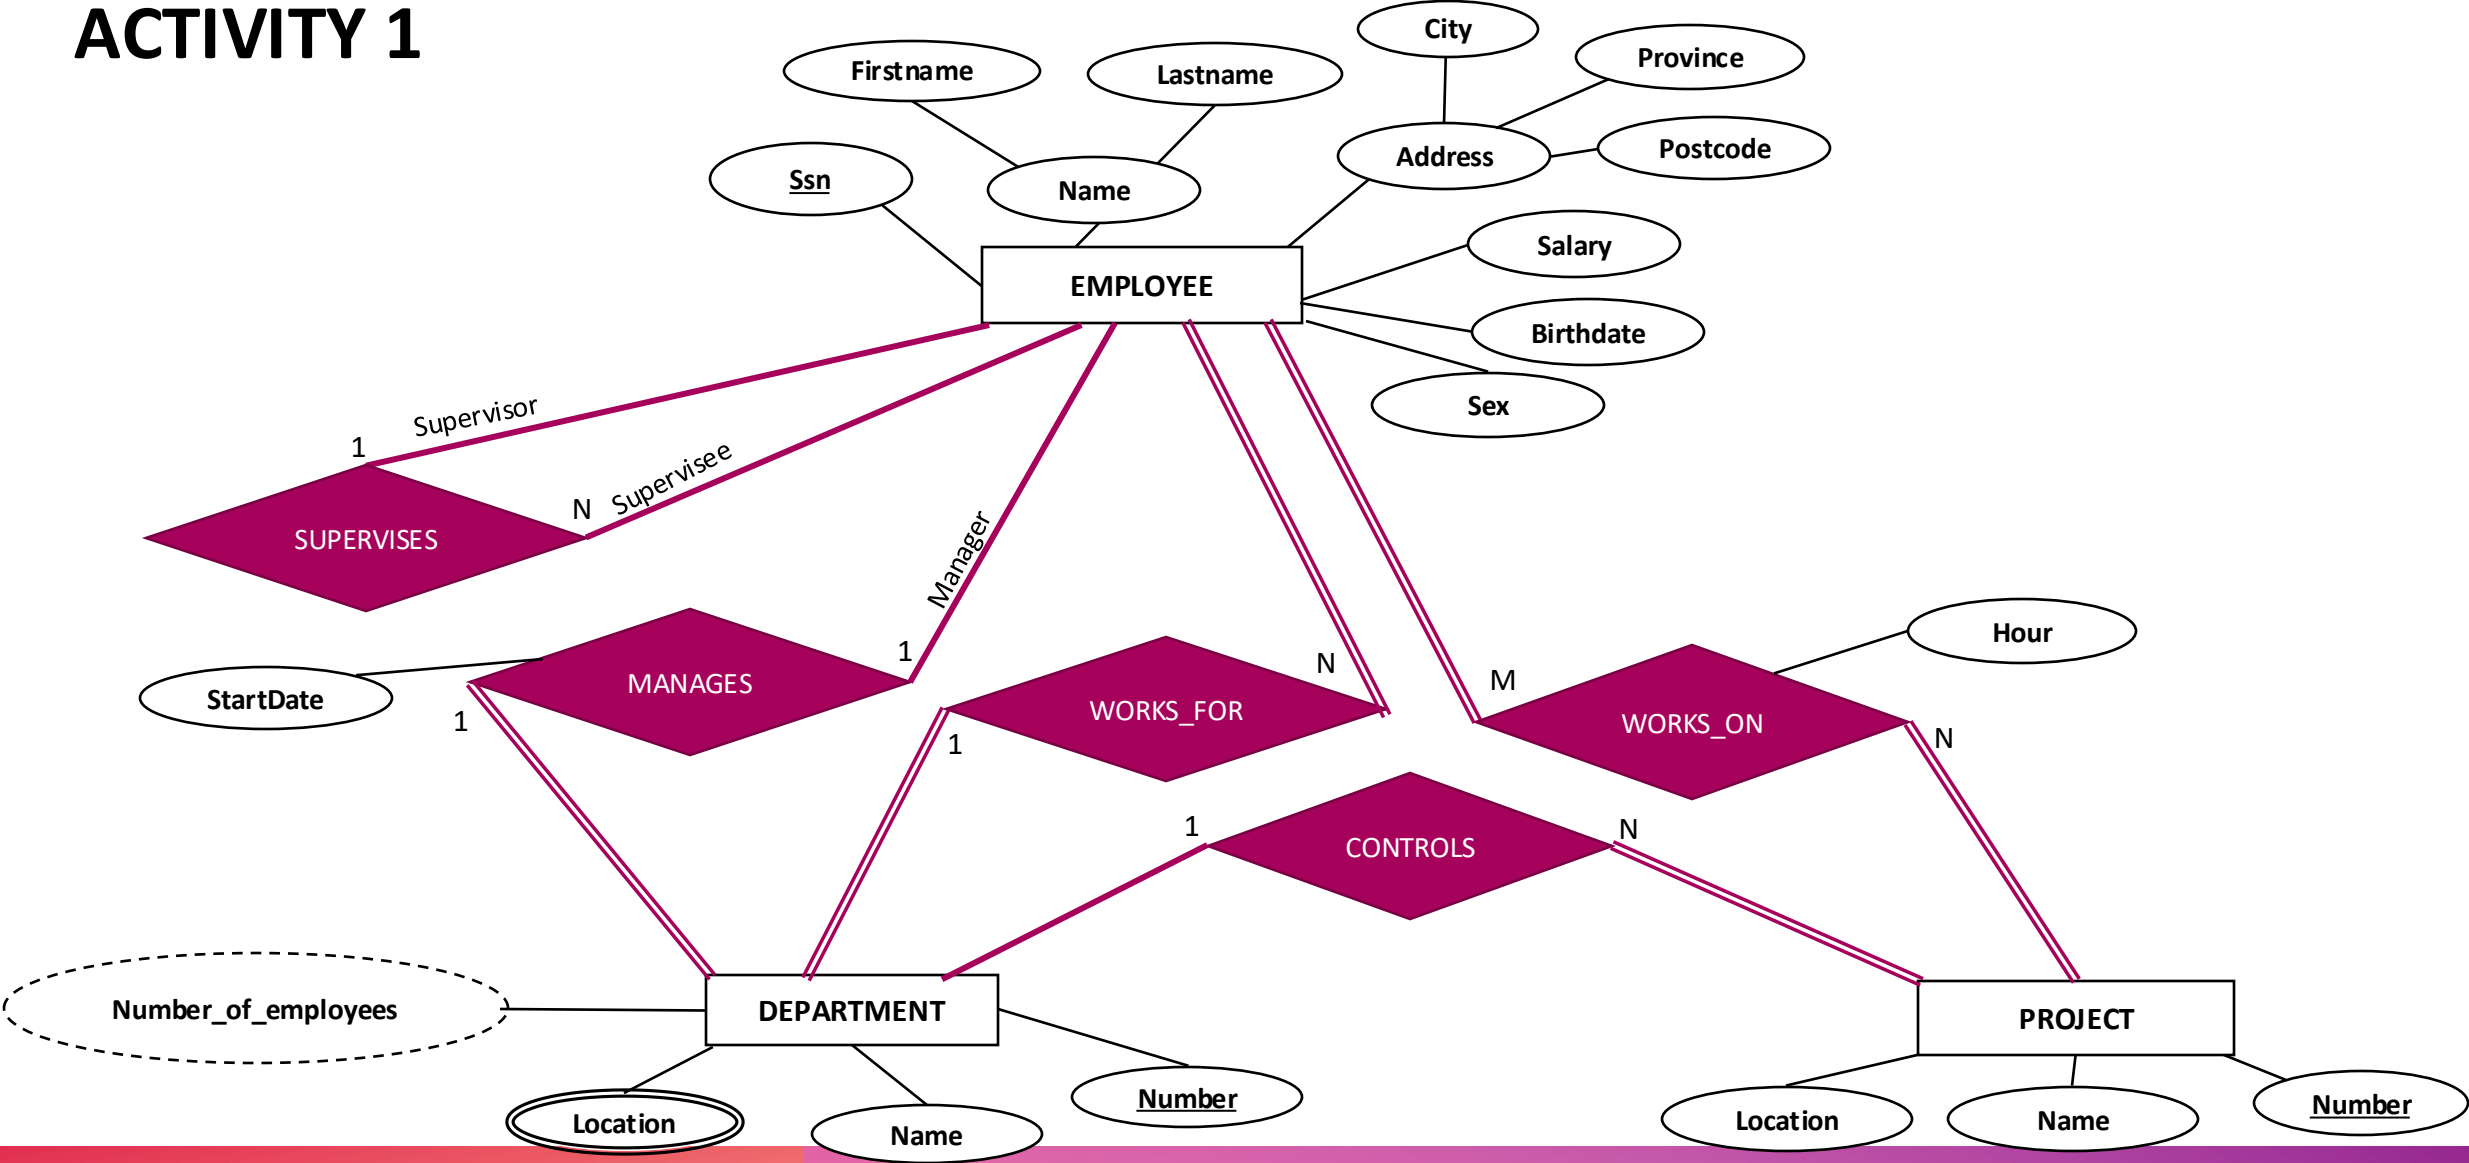 ACTIVITY 1
City
Firstname
Lastname
Province
Ssn
Name
Address
Postcode
Salary
EMPLOYEE
Birthdate
Sex
Supervisor
1
Supervisee
N
SUPERVISES
Manager
1
StartDate
MANAGES
1
N
WORKS_FOR
1
Hour
M
WORKS_ON
N
1
CONTROLS
N
Number_of_employees
DEPARTMENT
PROJECT
Location
Name
Number
Location
Name
Number